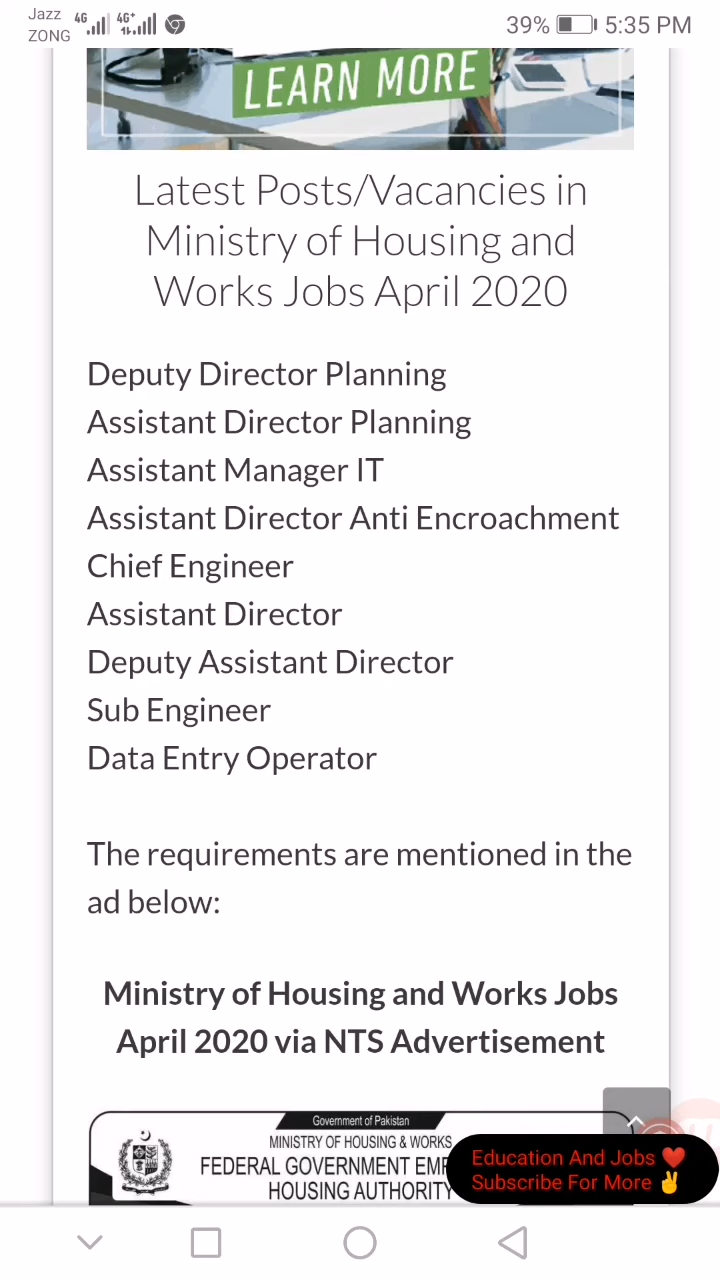 Jazz
ZONG
4G 4G+ 39% 5:35 PM
LEARN MORE
Latest Posts/Vacancies in
Ministry of Housing and
Works Jobs April 2020
Deputy Director Planning
Assistant Director Planning
Assistant Manager IT
Assistant Director Anti Encroachment
Chief Engineer
Assistant Director
Deputy Assistant Director
Sub Engineer
Data Entry Operator
The requirements are mentioned in the
ad below:
Ministry of Housing and Works Jobs
April 2020 via NTS Advertisement
Government of Pakistan
MINISTRY OF HOUSING & WORKS
FEDERAL GOVERNMENT
HOUSING AUTHORITY
Education And Jobs ❤️
Subscribe For More ✌️